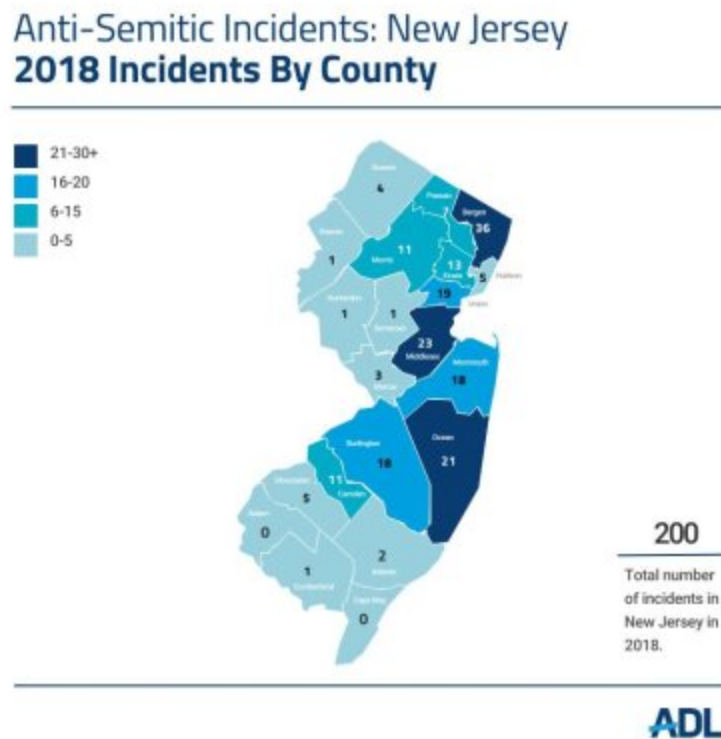 Anti-Semitic Incidents: New Jersey
2018 Incidents By County
21-30+
16-20
6-15
0-5
Sussex
4
Passaic
7
Bergen
36
Warren
1
Morris
11
13
Essex
5
Hudson
19
Union
Hunterdon
1
1
Somerset
23
Middlesex
3
Mercer
Monmouth
18
Burlington
18
Ocean
21
11
Camden
Gloucester
5
Salem
0
2
Atlantic
1
Cumberland
Cape May
0
200
Total number
of incidents in
New Jersey in
2018.
ADL